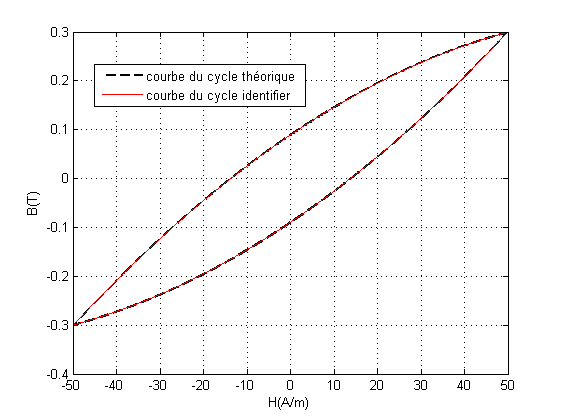 0.3
0.2
0.1
0
-0.1
-0.2
-0.3
-0.4
B(T)
courbe du cycle théorique
courbe du cycle identifier
-50 -40 -30 -20 -10 0 10 20 30 40 50
H(A/m)